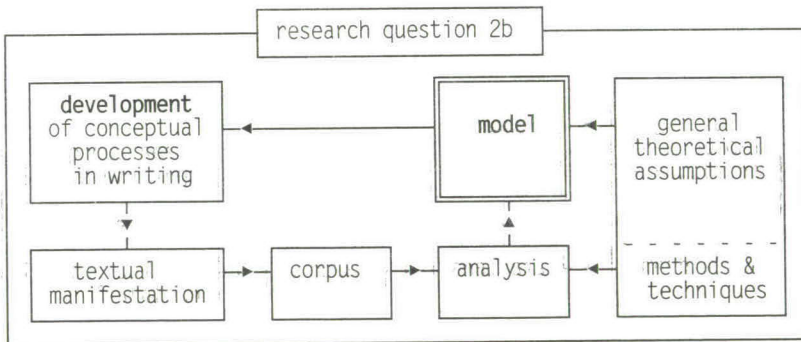 research question 2b
development
of conceptual
processes
in writing
model
general
theoretical
assumptions
textual
manifestation
corpus
analysis
methods &
techniques